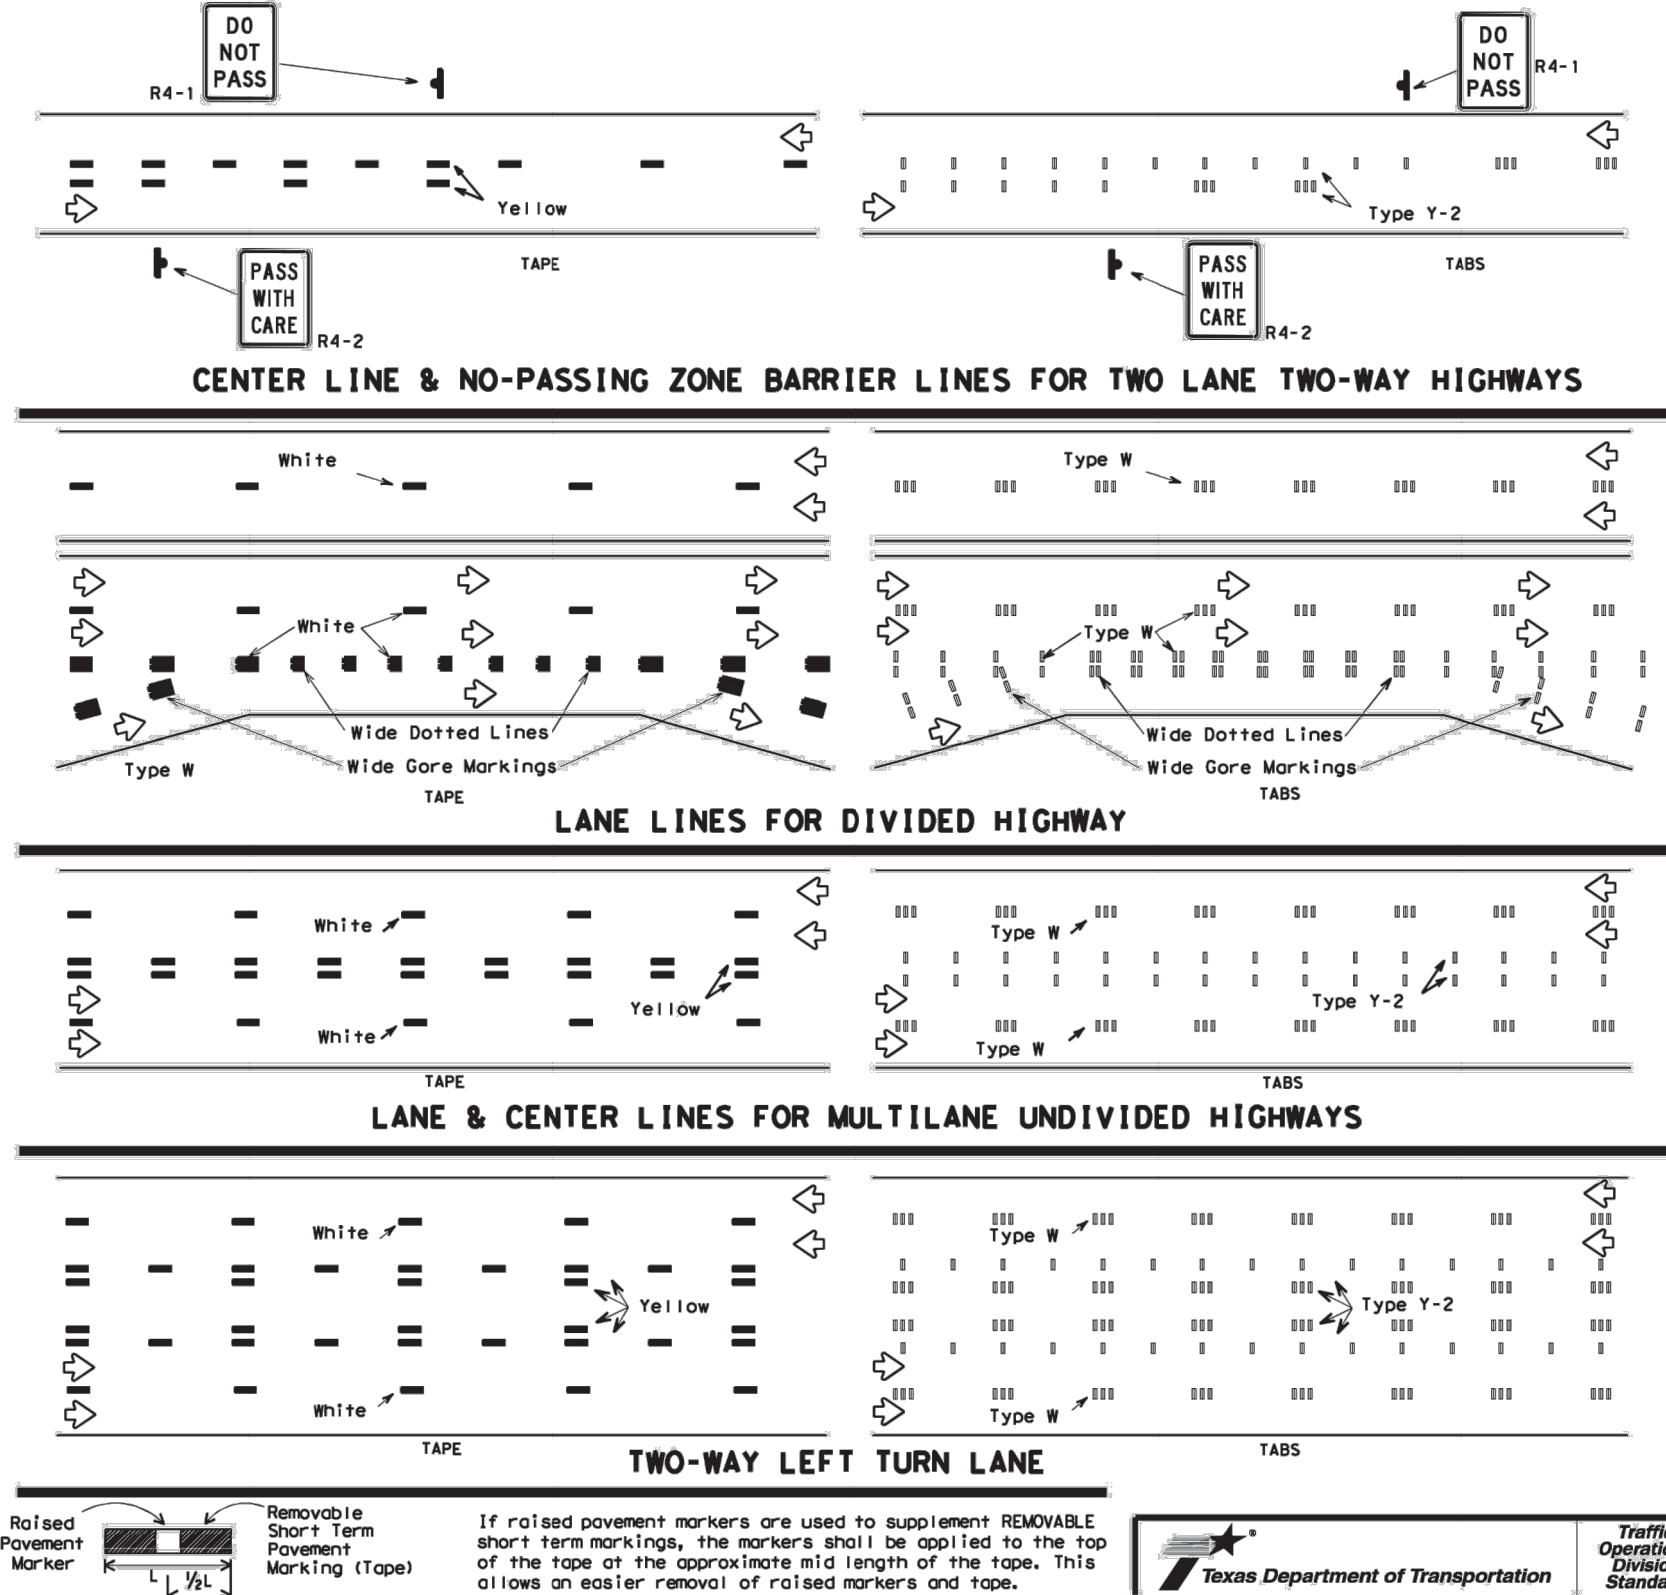 DO
NOT
PASS
R4-1
DO
NOT
PASS
R4-1
Yellow
Type Y-2
TAPE
TABS
PASS
WITH
CARE
R4-2
PASS
WITH
CARE
R4-2
CENTER LINE & NO-PASSING ZONE BARRIER LINES FOR TWO LANE TWO-WAY HIGHWAYS
White
Type W
White
Type W
Wide Dotted Lines
Wide Dotted Lines
Type W
Wide Gore Markings
Wide Gore Markings
TAPE
TABS
LANE LINES FOR DIVIDED HIGHWAY
White
Type W
Yellow
Type Y-2
White
Type W
TAPE
TABS
LANE & CENTER LINES FOR MULTILANE UNDIVIDED HIGHWAYS
White
Type W
Yellow
Type Y-2
White
Type W
TAPE
TABS
TWO-WAY LEFT TURN LANE
Raised
Pavement
Marker
L
½L
Removable
Short Term
Pavement
Marking (Tape)
If raised pavement markers are used to supplement REMOVABLE
short term markings, the markers shall be applied to the top
of the tape at the approximate mid length of the tape. This
allows an easier removal of raised markers and tape.
®
Texas Department of Transportation